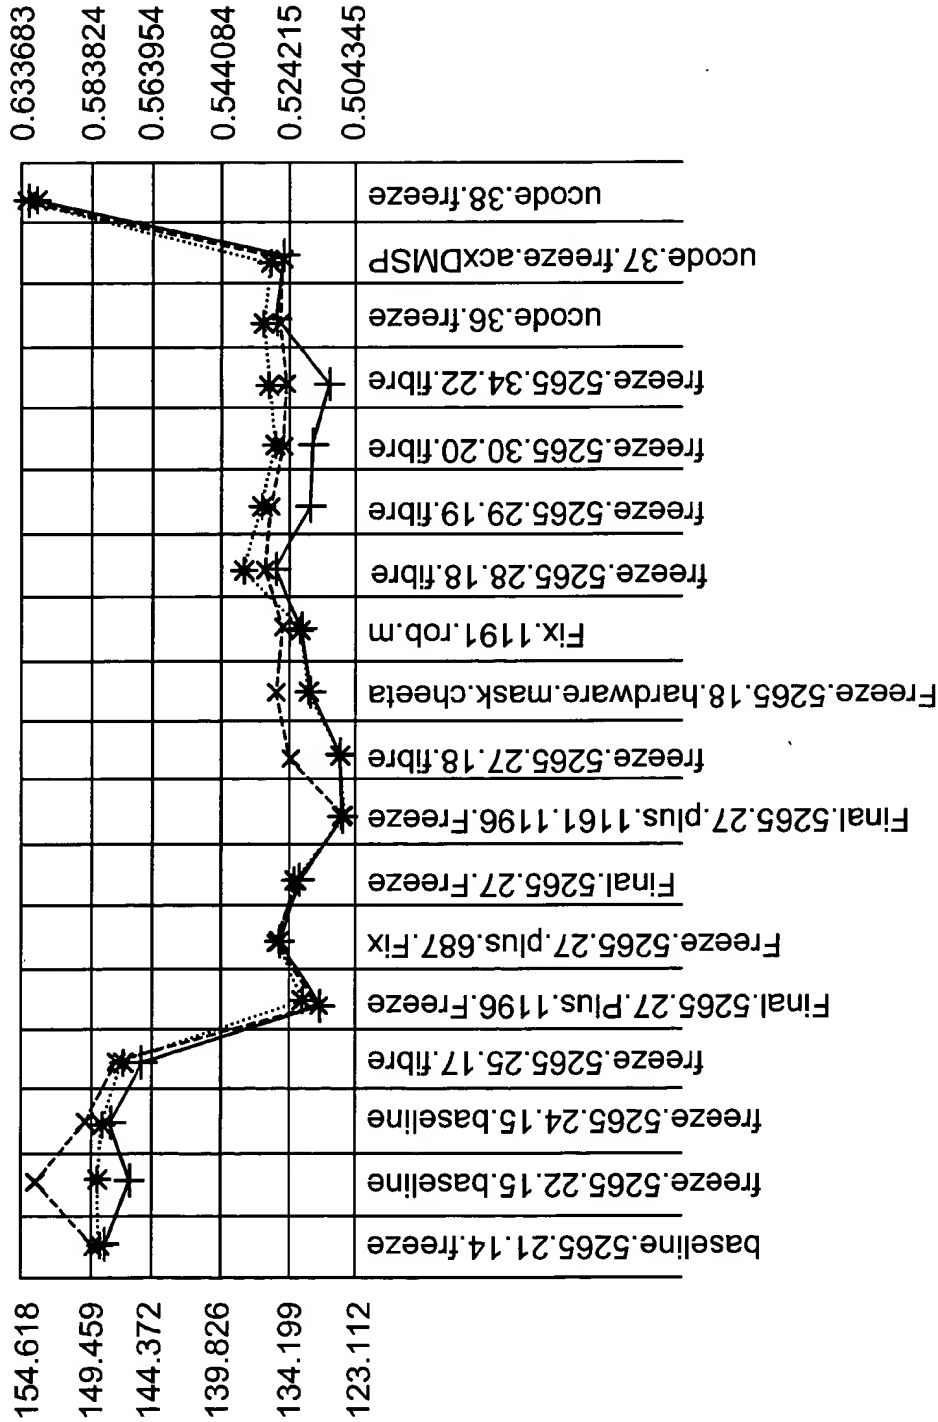 154.618
149.459
144.372
139.826
134.199
123.112
0.633683
0.583824
0.563954
0.544084
0.524215
0.504345
baseline.5265.21.14.freeze
freeze.5265.22.15.baseline
freeze.5265.24.15.baseline
freeze.5265.25.17.fibre
Final.5265.27.Plus.1196.Freeze
Freeze.5265.27.plus.687.Fix
Final.5265.27.Freeze
Final.5265.27.plus.1161.1196.Freeze
freeze.5265.27.18.fibre
Freeze.5265.18.hardware.mask.cheeta
Fix.1191.rob.m
freeze.5265.28.18.fibre
freeze.5265.29.19.fibre
freeze.5265.30.20.fibre
freeze.5265.34.22.fibre
ucode.36.freeze
ucode.37.freeze.acxDMSP
ucode.38.freeze